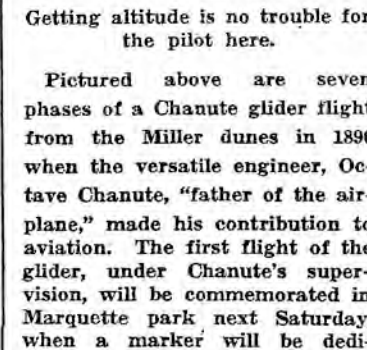 Getting altitude is no trouble for
the pilot here.
Pictured above are seven
phases of a Chanute glider flight
from the Miller dunes in 1896
when the versatile engineer, Oc-
tave Chanute, "father of the air-
plane," made his contribution to
aviation. The first flight of the
glider, under Chanute's super-
vision, will be commemorated in
Marquette park next Saturday
when a marker will be dedi-